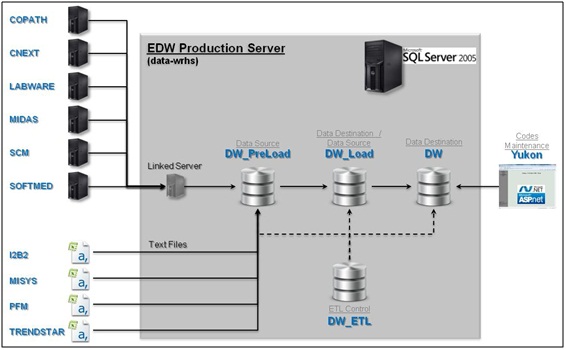 COPATH
CNEXT
LABWARE
MIDAS
SCM
SOFTMED
I2B2
MISYS
PFM
TRENDSTAR
EDW Production Server
(data-wrhs)
Microsoft
SQL Server 2005
Linked Server
Text Files
Data Source
DW_PreLoad
Data Destination /
Data Source
DW_Load
Data Destination
DW
ETL Control
DW_ETL
Codes
Maintenance
Yukon
.NET
ASP.net
a,
a,
a,
a,